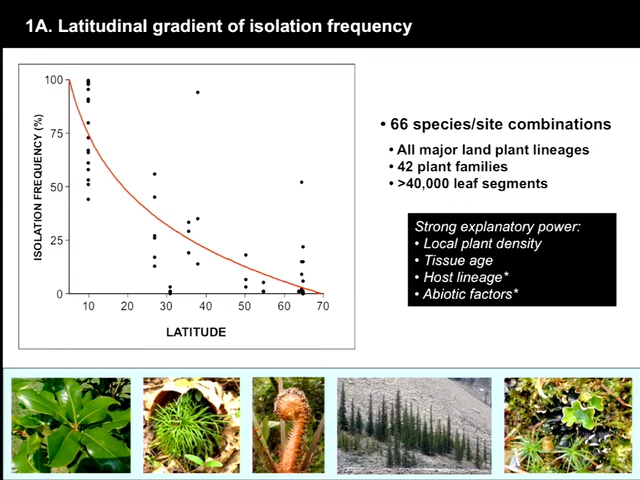 1A. Latitudinal gradient of isolation frequency
100
75
50
25
0
ISOLATION FREQUENCY (%)
10 20 30 40 50 60 70
LATITUDE
• 66 species/site combinations
• All major land plant lineages
• 42 plant families
• >40,000 leaf segments
Strong explanatory power:
• Local plant density
• Tissue age
• Host lineage*
• Abiotic factors*